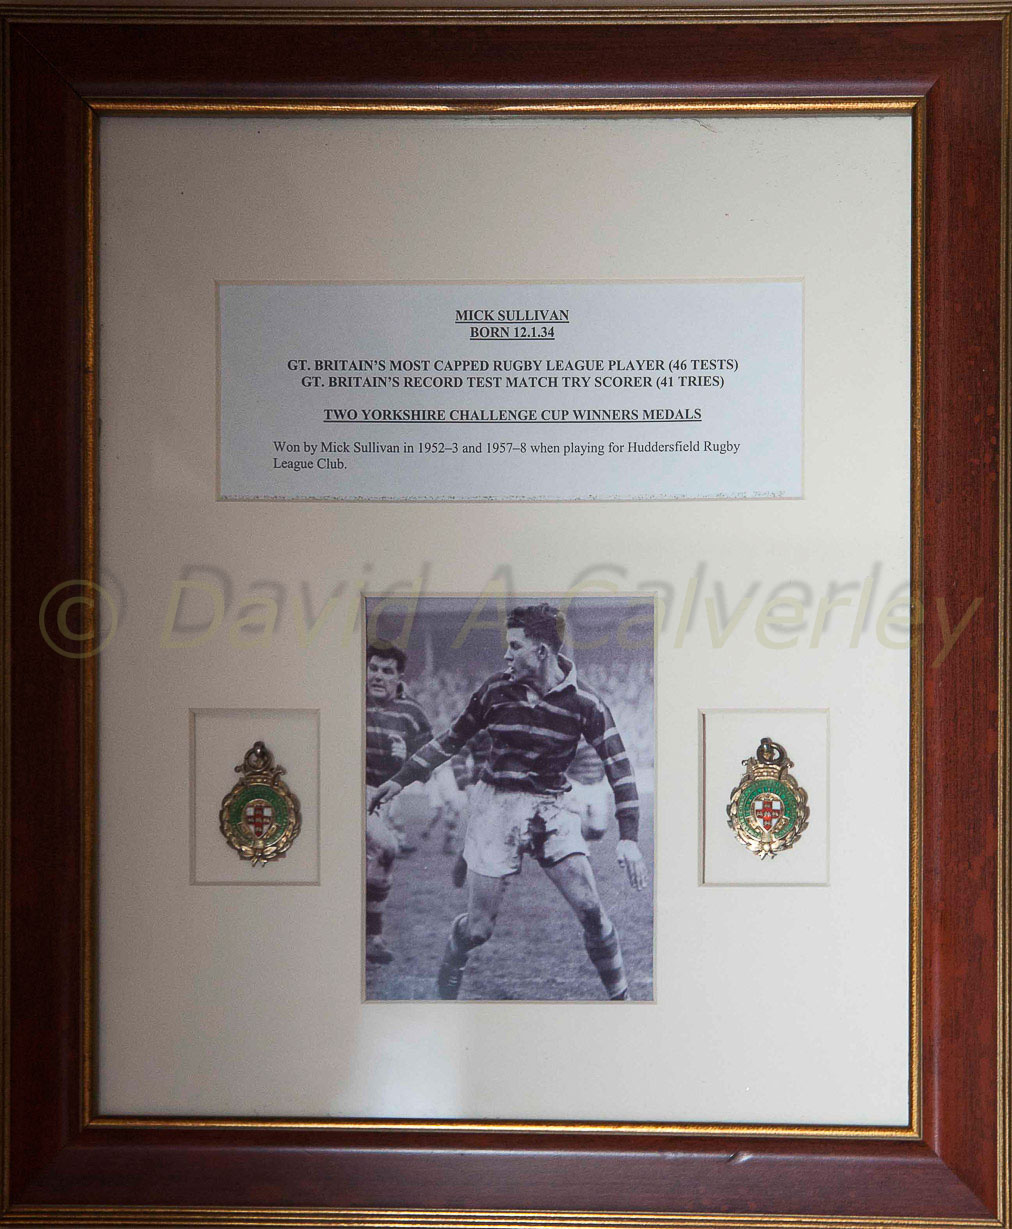 MICK SULLIVAN
BORN 12.1.34
GT. BRITAIN'S MOST CAPPED RUGBY LEAGUE PLAYER (46 TESTS)
GT. BRITAIN'S RECORD TEST MATCH TRY SCORER (41 TRIES)
TWO YORKSHIRE CHALLENGE CUP WINNERS MEDALS
Won by Mick Sullivan in 1952–3 and 1957–8 when playing for Huddersfield Rugby
League Club.
© David A Calverley